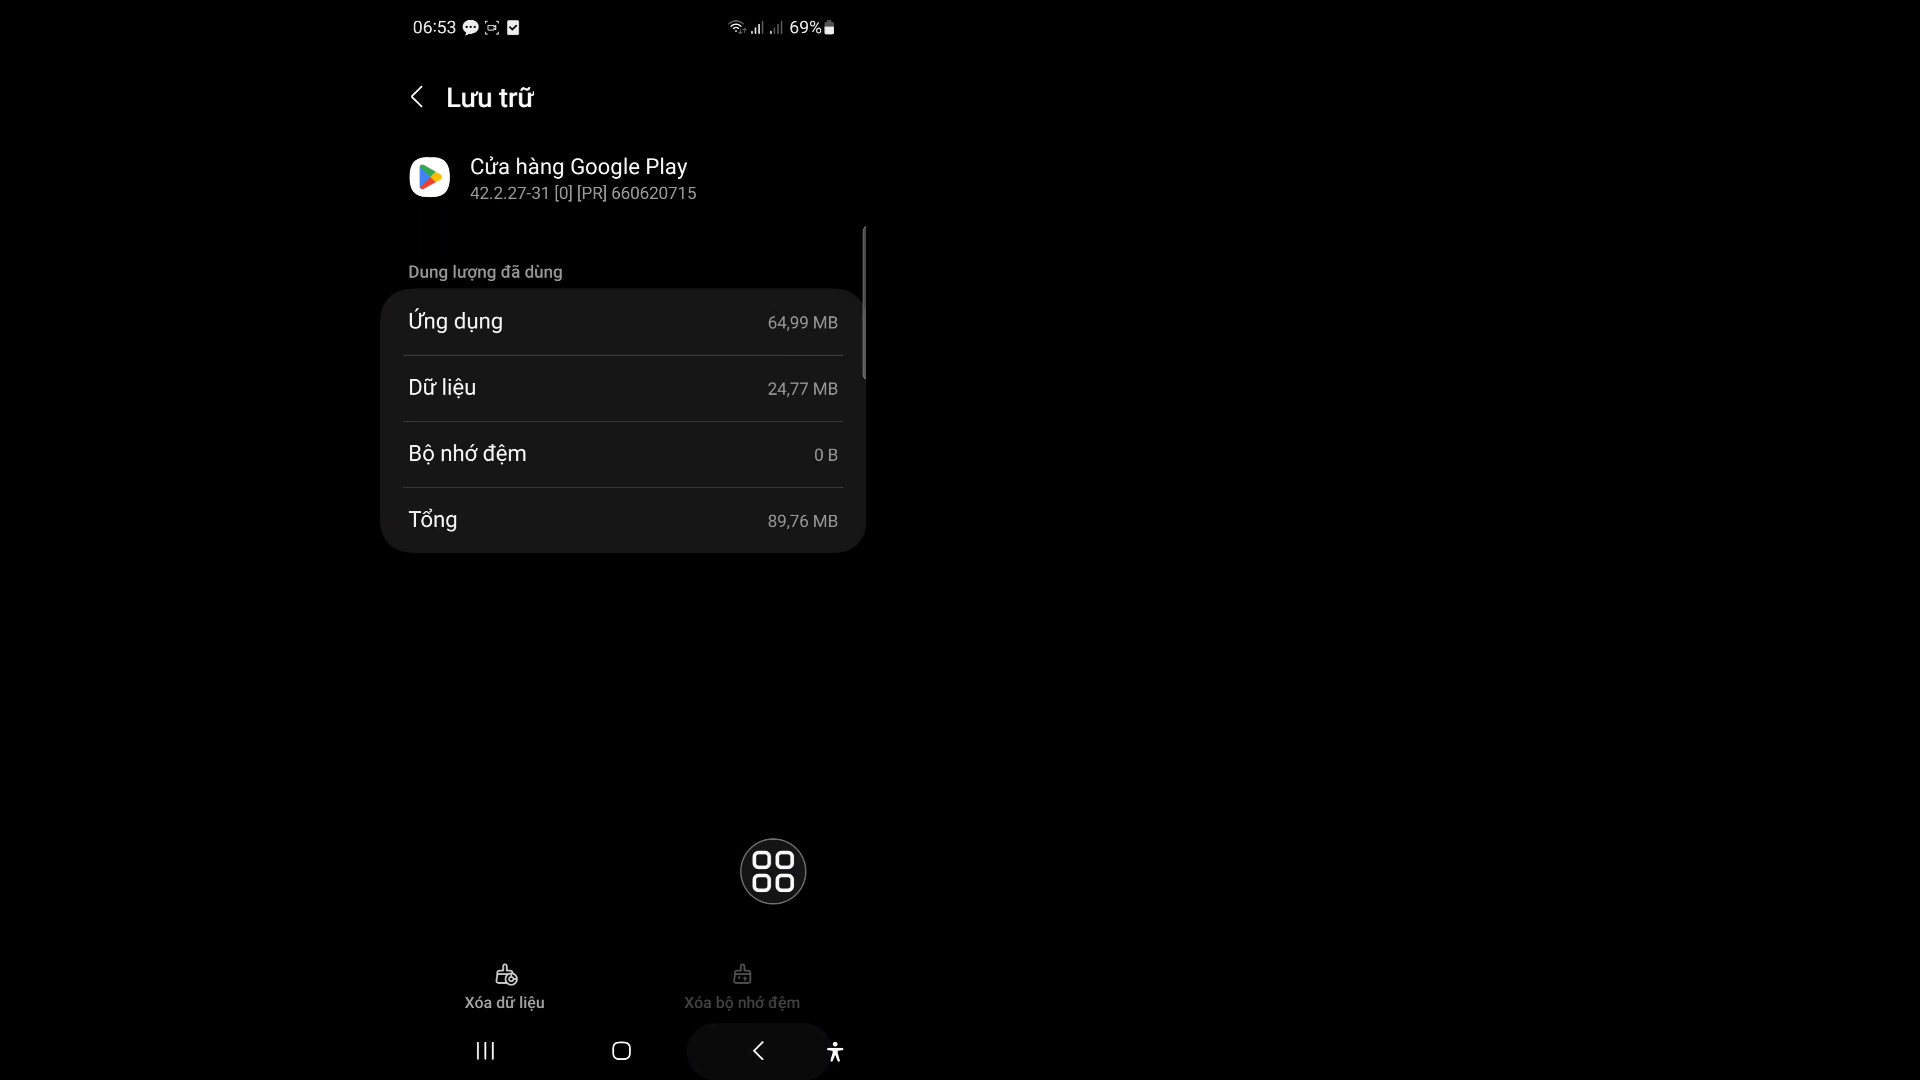 06:53 69%
Lưu trữ
Cửa hàng Google Play
42.2.27-31 [0] [PR] 660620715
Dung lượng đã dùng
Ứng dụng 64,99 MB
Dữ liệu 24,77 MB
Bộ nhớ đệm 0 B
Tổng 89,76 MB
Xóa dữ liệu Xóa bộ nhớ đệm